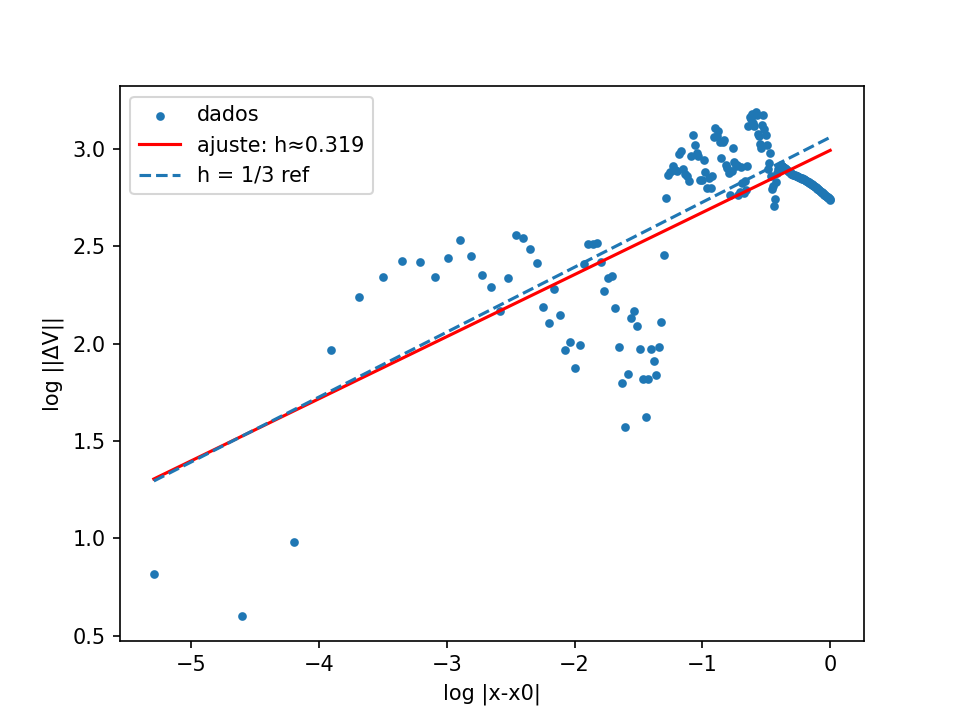 dados
ajuste: h≈0.319
h = 1/3 ref
log ||ΔV||
3.0
2.5
2.0
1.5
1.0
0.5
−5 −4 −3 −2 −1 0
log |x-x0|